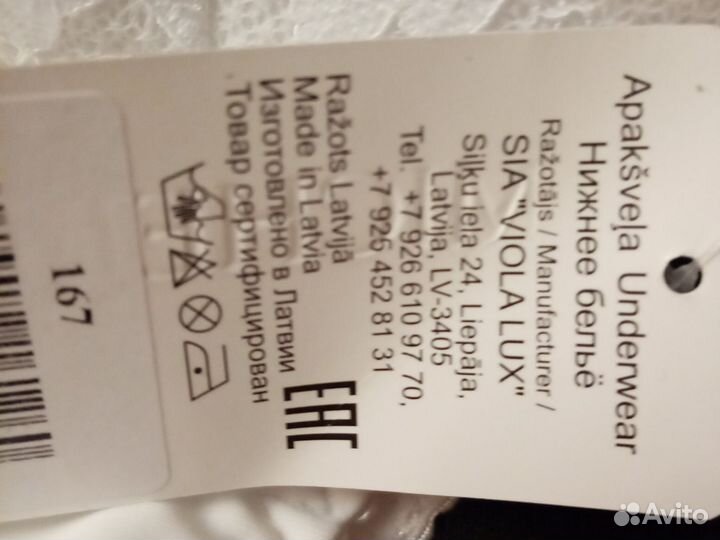 Apakšveļa Underwear
Нижнее бельё
Ražotājs / Manufacturer /
SIA "VIOLA LUX"
Siļķu iela 24, Liepāja,
Latvija, LV-3405
Tel. +7 926 610 97 70,
+7 926 452 81 31
Ražots Latvijā
Made in Latvia
Изготовлено в Латвии
Товар сертифицирован
EAC
167
Avito